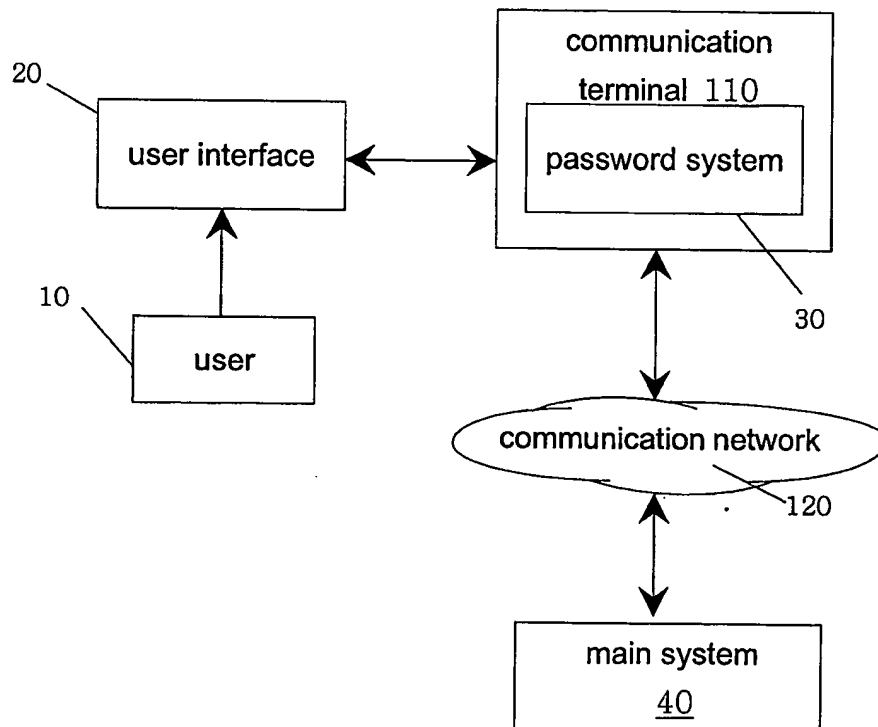 communication
terminal 110
password system
30
20
user interface
10
user
communication network
120
main system
40